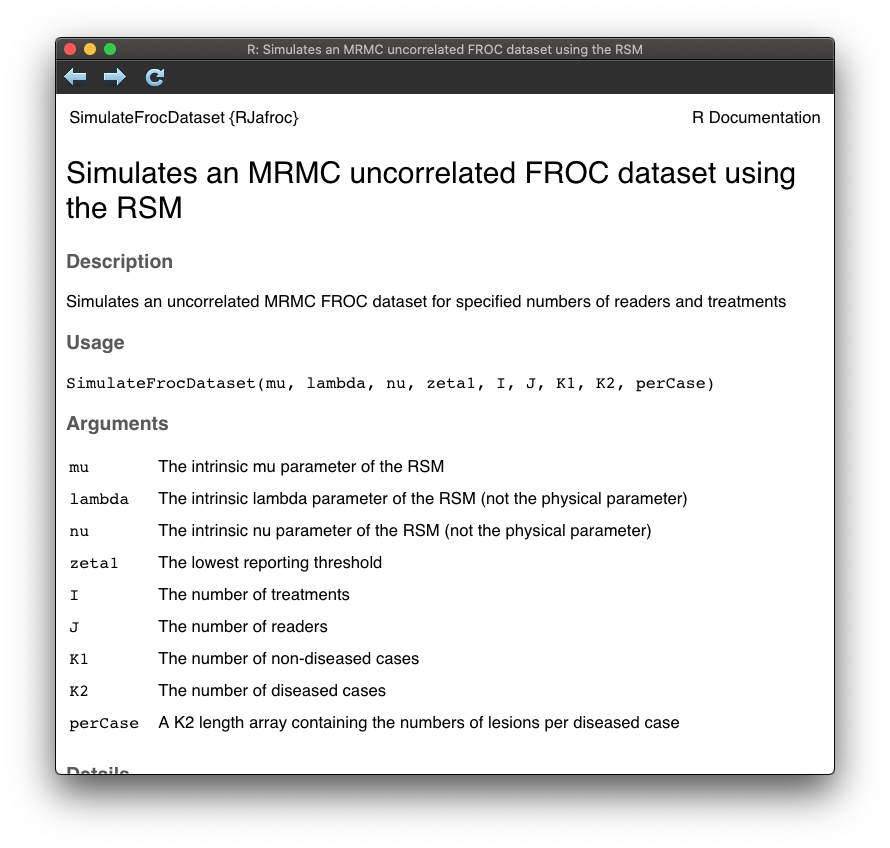 R: Simulates an MRMC uncorrelated FROC dataset using the RSM
SimulateFrocDataset {RJafroc} R Documentation
Simulates an MRMC uncorrelated FROC dataset using
the RSM
Description
Simulates an uncorrelated MRMC FROC dataset for specified numbers of readers and treatments
Usage
SimulateFrocDataset(mu, lambda, nu, zeta1, I, J, K1, K2, perCase)
Arguments
mu The intrinsic mu parameter of the RSM
lambda The intrinsic lambda parameter of the RSM (not the physical parameter)
nu The intrinsic nu parameter of the RSM (not the physical parameter)
zeta1 The lowest reporting threshold
I The number of treatments
J The number of readers
K1 The number of non-diseased cases
K2 The number of diseased cases
perCase A K2 length array containing the numbers of lesions per diseased case
Details